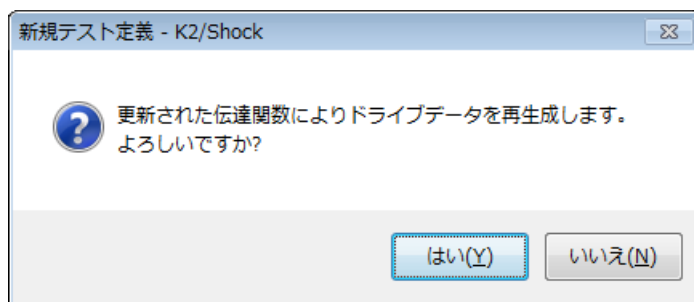 新規テスト定義 - K2/Shock
更新された伝達関数によりドライブデータを再生成します。
よろしいですか?
はい(Y)
いいえ(N)